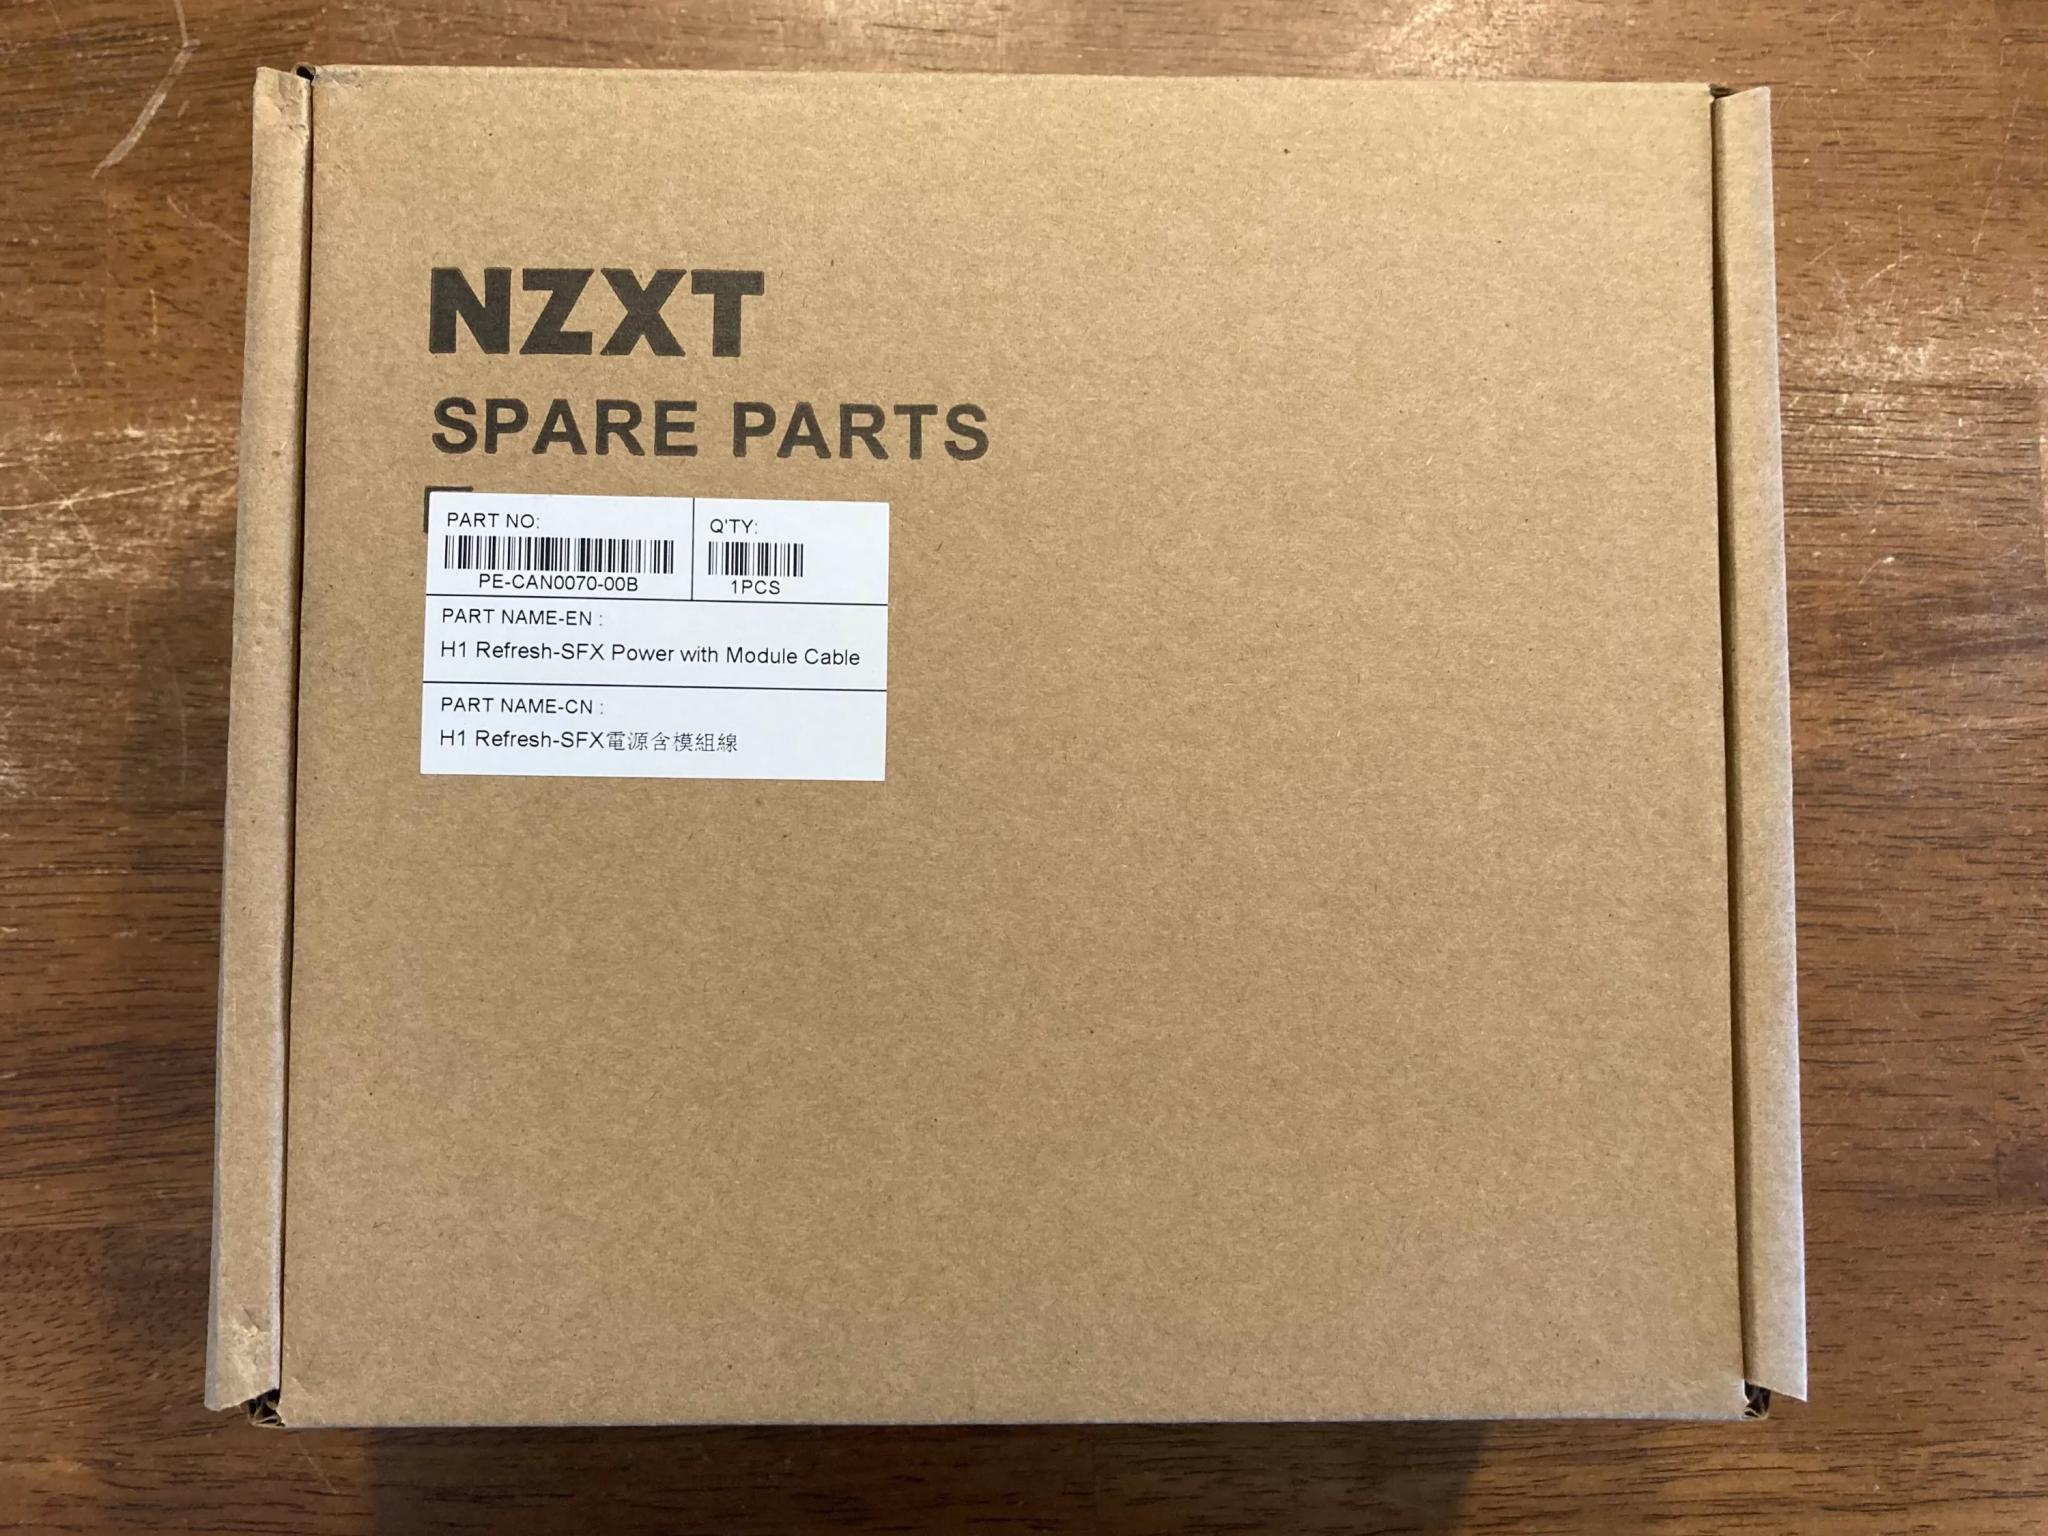 NZXT
SPARE PARTS
PART NO:
PE-CAN0070-00B
Q'TY:
1PCS
PART NAME-EN :
H1 Refresh-SFX Power with Module Cable
PART NAME-CN :
H1 Refresh-SFX電源含模組線